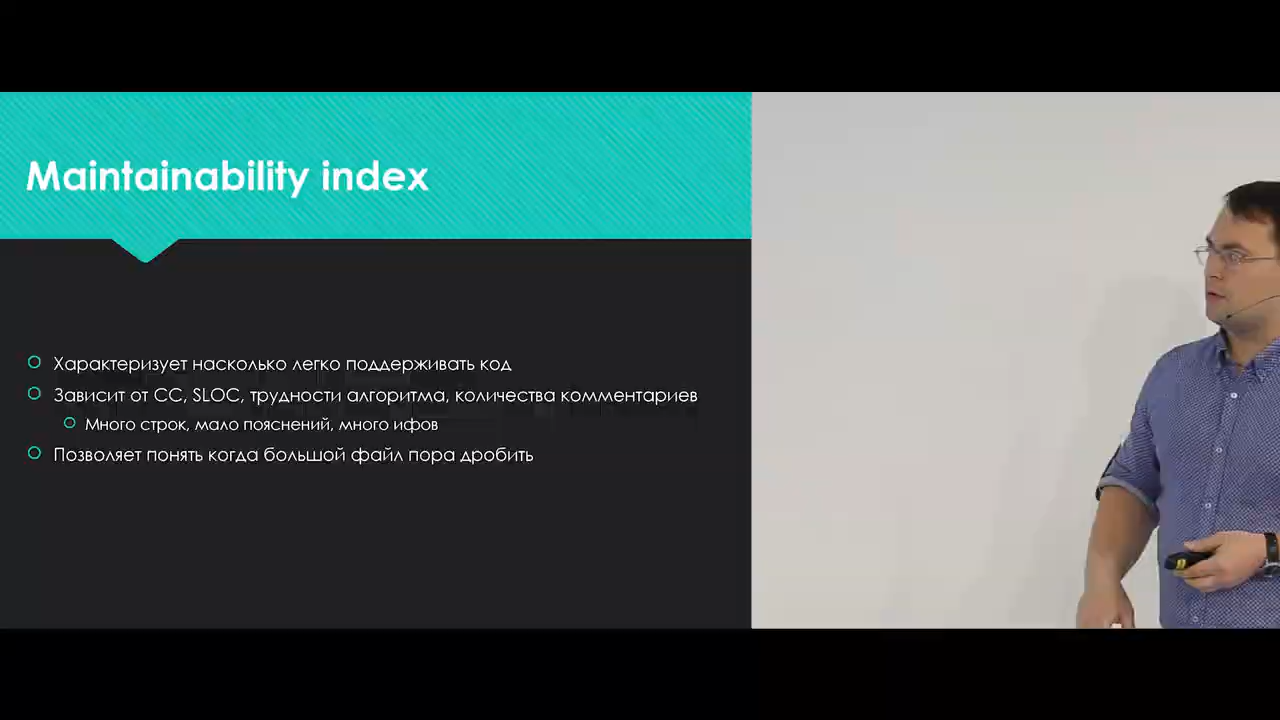 Maintainability index
Характеризует насколько легко поддерживать код
Зависит от СС, SLOC, трудности алгоритма, количества комментариев
Много строк, мало пояснений, много ифов
Позволяет понять когда большой файл пора дробить